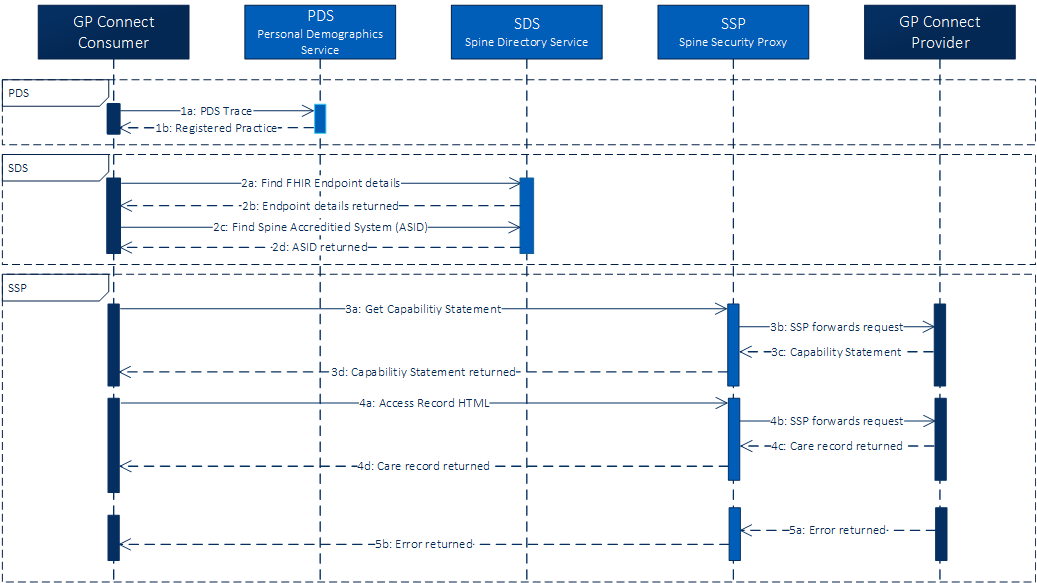 GP Connect
Consumer
PDS
Personal Demographics
Service
SDS
Spine Directory Service
SSP
Spine Security Proxy
GP Connect
Provider
PDS
1a: PDS Trace
1b: Registered Practice
SDS
2a: Find FHIR Endpoint details
2b: Endpoint details returned
2c: Find Spine Accreditied System (ASID)
2d: ASID returned
SSP
3a: Get Capabilitiy Statement
3b: SSP forwards request
3c: Capability Statement
3d: Capabilitiy Statement returned
4a: Access Record HTML
4b: SSP forwards request
4c: Care record returned
4d: Care record returned
5a: Error returned
5b: Error returned